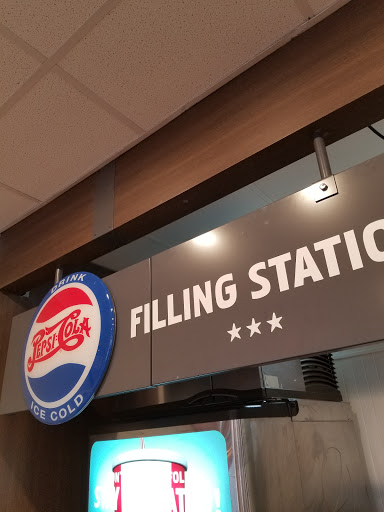 DRINK
PEPSI-COLA
ICE COLD
FILLING STATIO